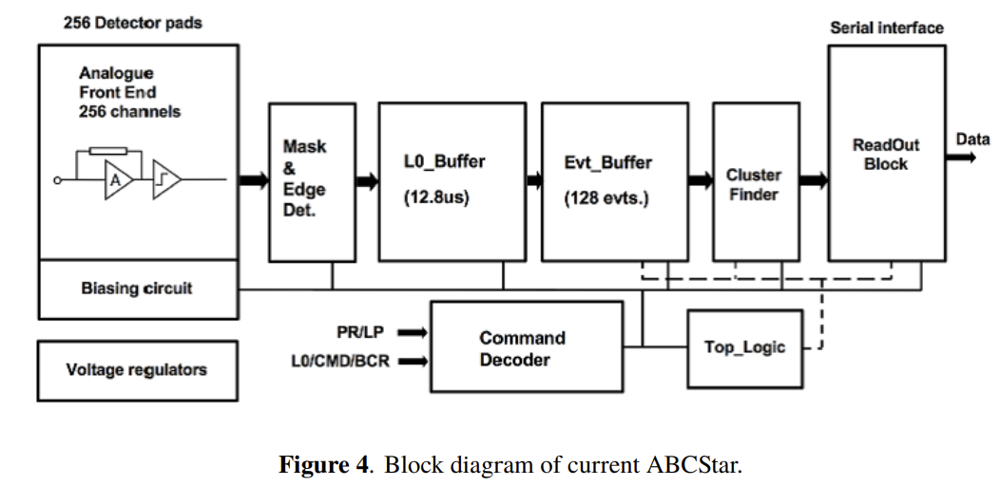 256 Detector pads
Serial interface
Analogue
Front End
256 channels
A
Mask
&
Edge
Det.
L0_Buffer
(12.8us)
Evt_Buffer
(128 evts.)
Cluster
Finder
ReadOut
Block
Data
Biasing circuit
Voltage regulators
PR/LP
L0/CMD/BCR
Command
Decoder
Top_Logic
Figure 4. Block diagram of current ABCStar.